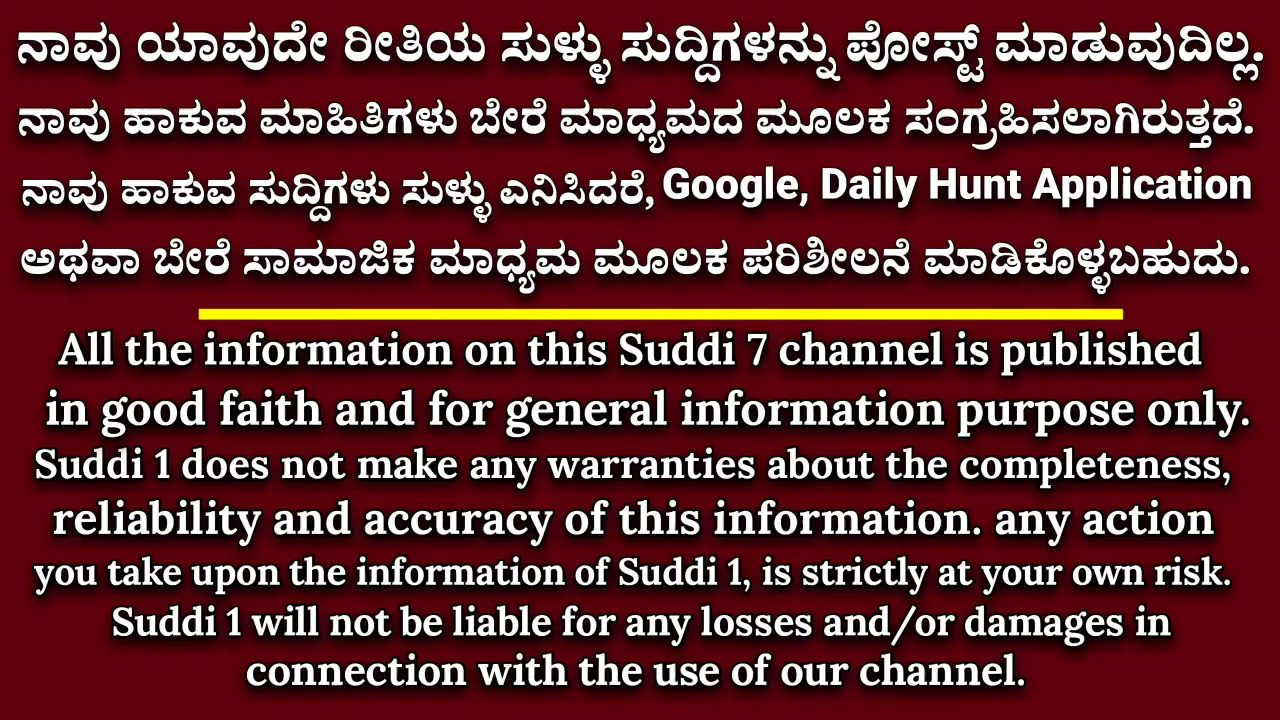 ನಾವು ಯಾವುದೇ ರೀತಿಯ ಸುಳ್ಳು ಸುದ್ದಿಗಳನ್ನು ಪೋಸ್ಟ್ ಮಾಡುವುದಿಲ್ಲ.
ನಾವು ಹಾಕುವ ಮಾಹಿತಿಗಳು ಬೇರೆ ಮಾಧ್ಯಮದ ಮೂಲಕ ಸಂಗ್ರಹಿಸಲಾಗಿರುತ್ತದೆ.
ನಾವು ಹಾಕುವ ಸುದ್ದಿಗಳು ಸುಳ್ಳು ಎನಿಸಿದರೆ, Google, Daily Hunt Application
ಅಥವಾ ಬೇರೆ ಸಾಮಾಜಿಕ ಮಾಧ್ಯಮ ಮೂಲಕ ಪರಿಶೀಲನೆ ಮಾಡಿಕೊಳ್ಳಬಹುದು.
All the information on this Suddi 7 channel is published
in good faith and for general information purpose only.
Suddi 1 does not make any warranties about the completeness,
reliability and accuracy of this information. any action
you take upon the information of Suddi 1, is strictly at your own risk.
Suddi 1 will not be liable for any losses and/or damages in
connection with the use of our channel.